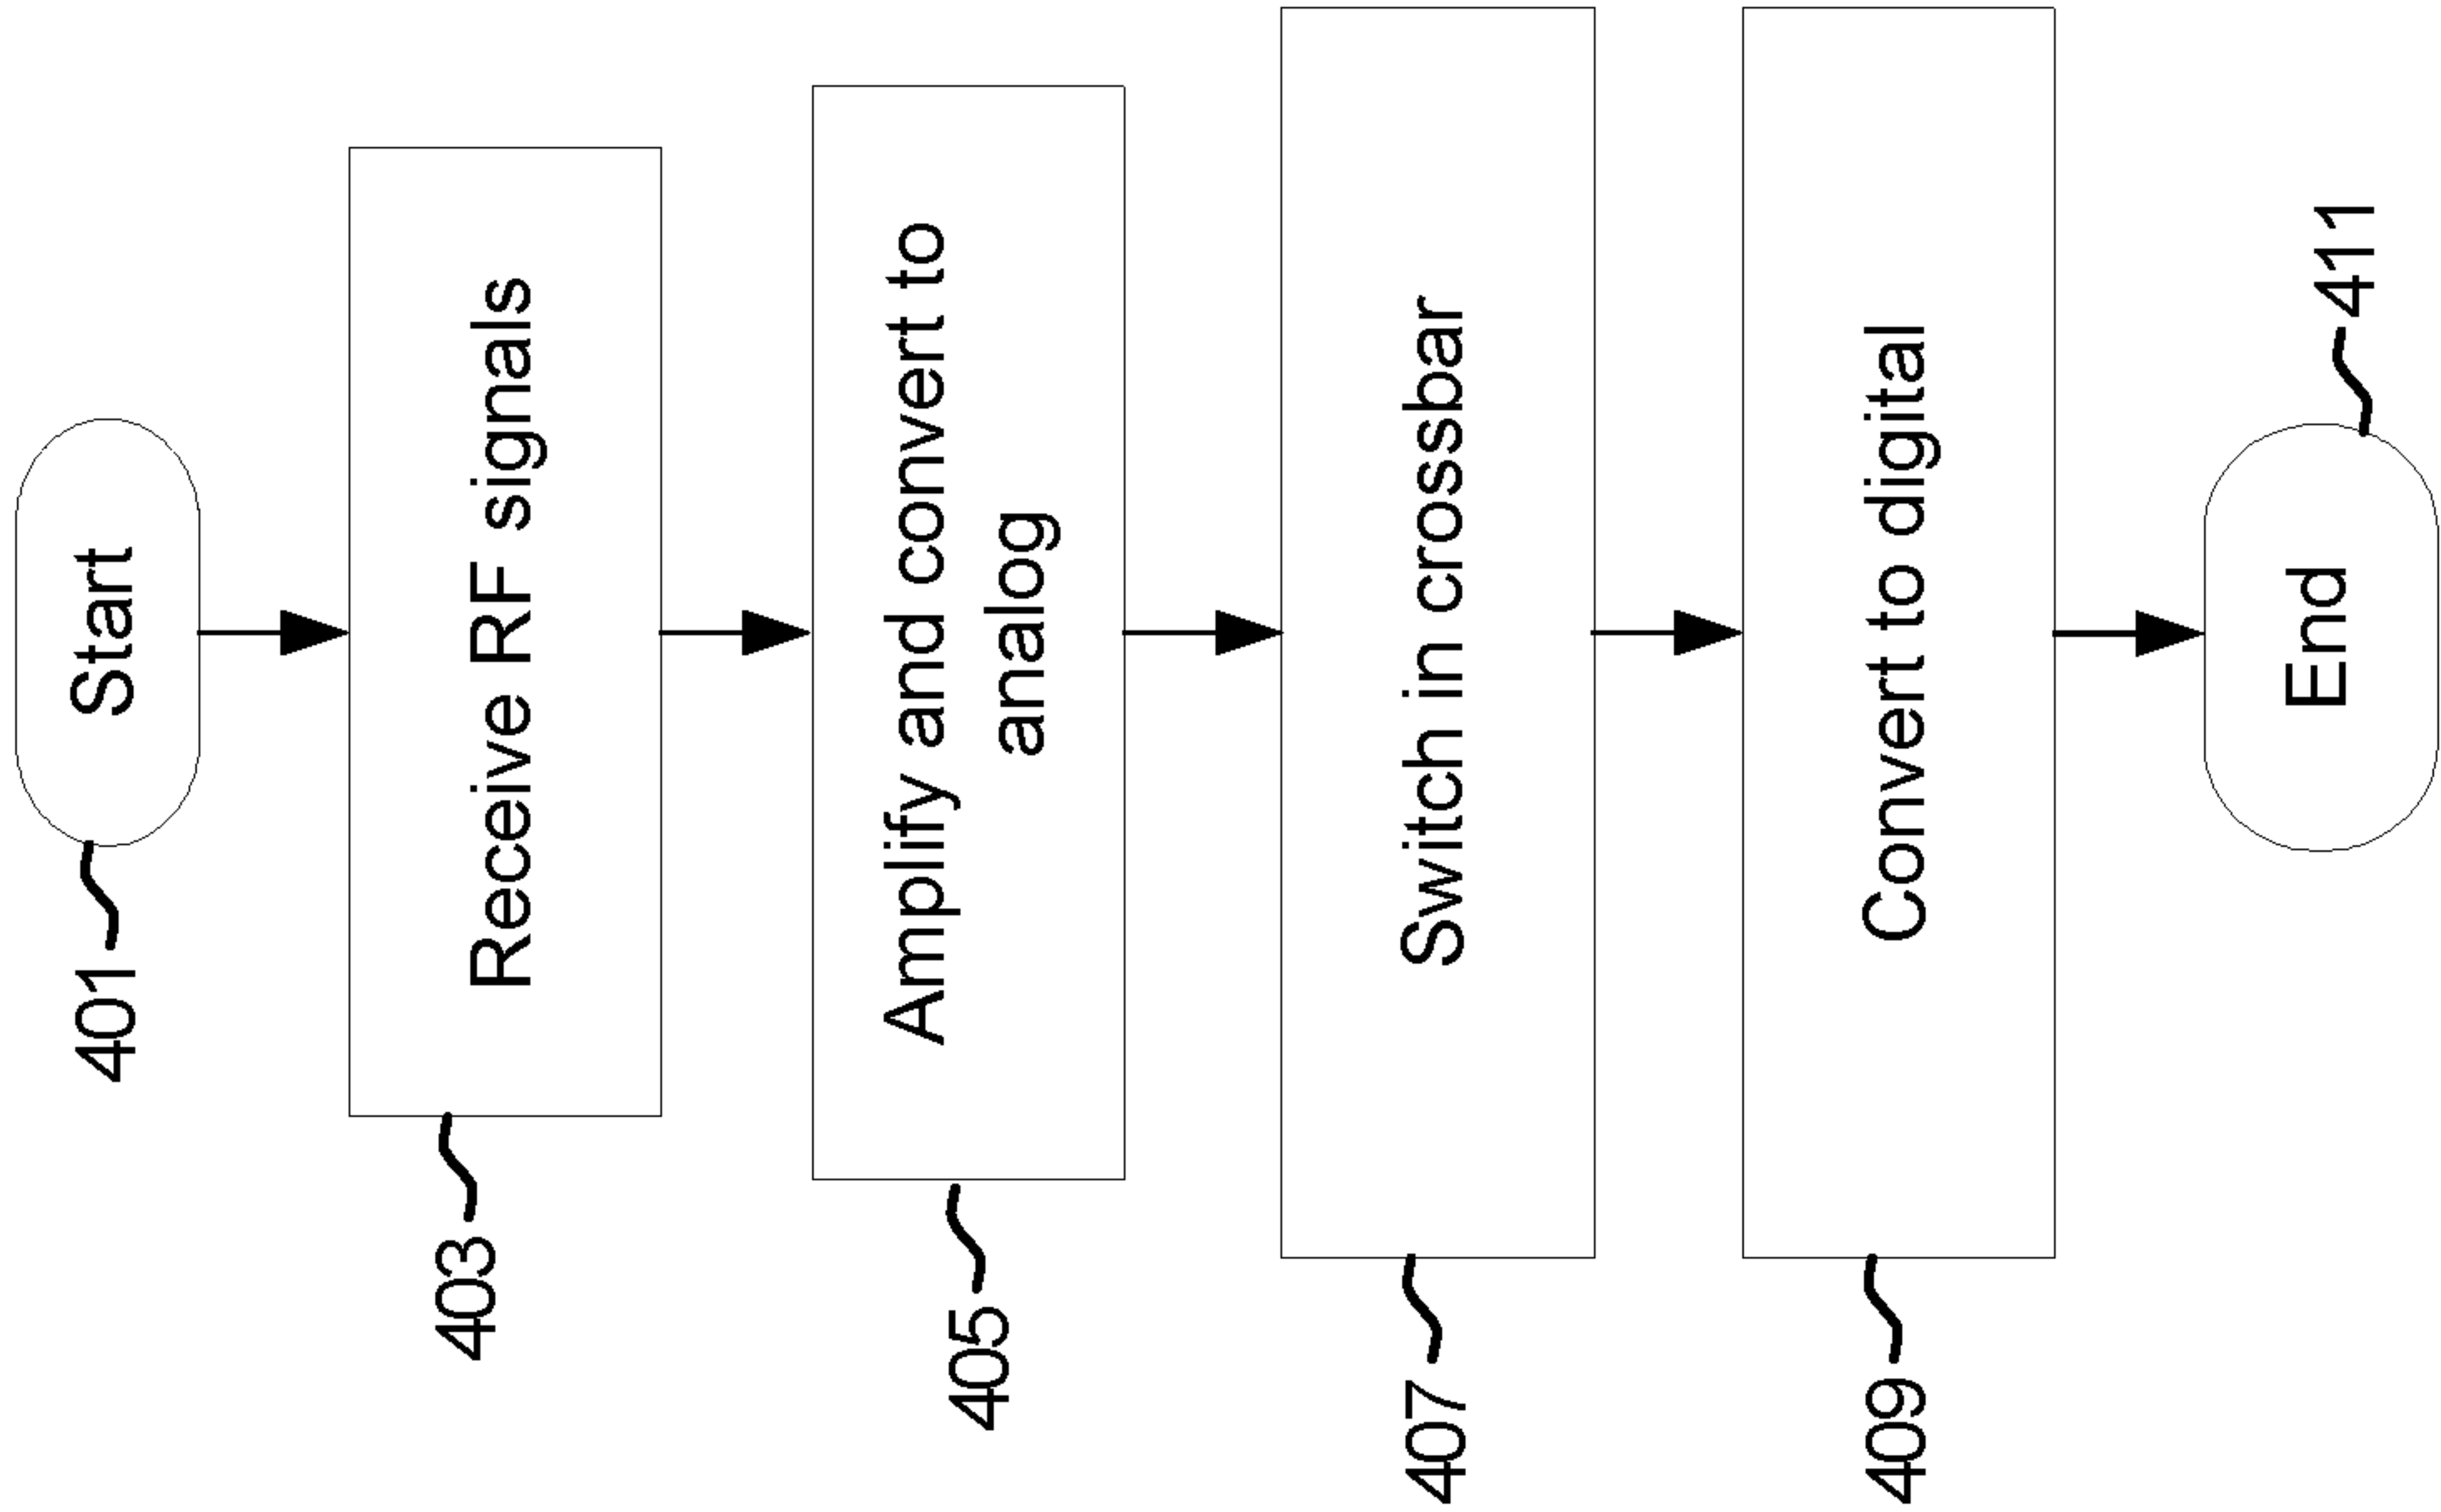 Start
401
Receive RF signals
403
Amplify and convert to
analog
405
Switch in crossbar
407
Convert to digital
409
End
411